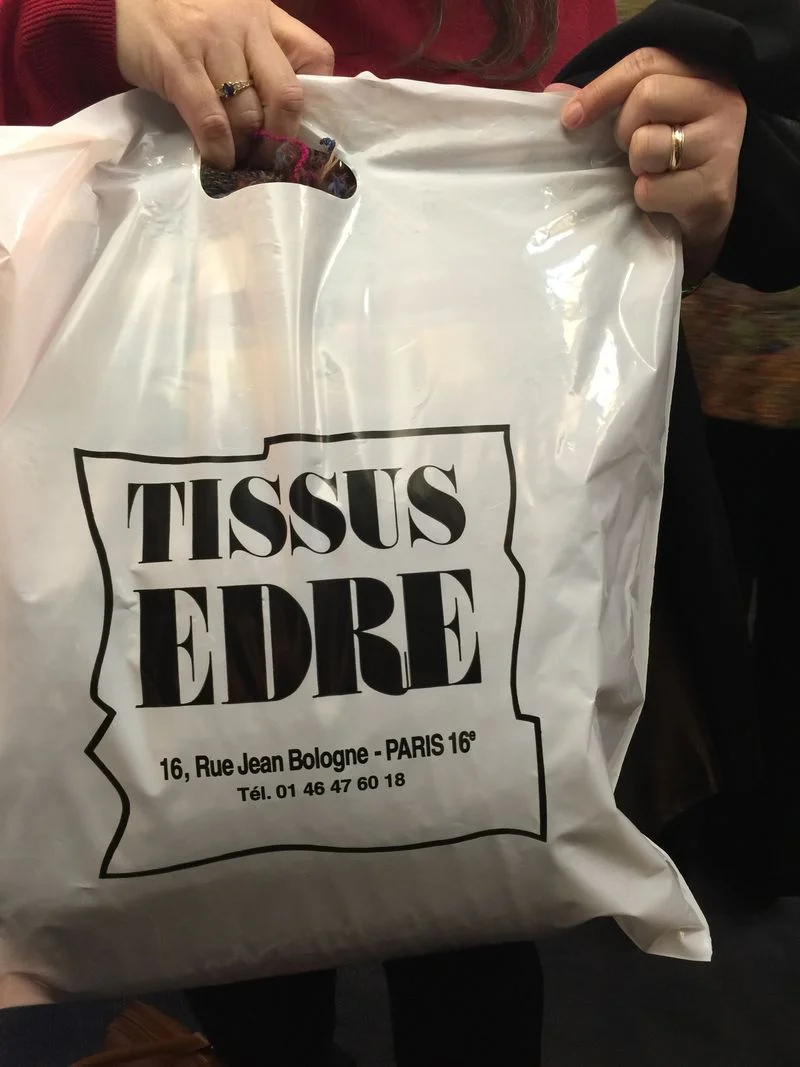 TISSUS
EDRE
16, Rue Jean Bologne - PARIS 16e
Tél. 01 46 47 60 18